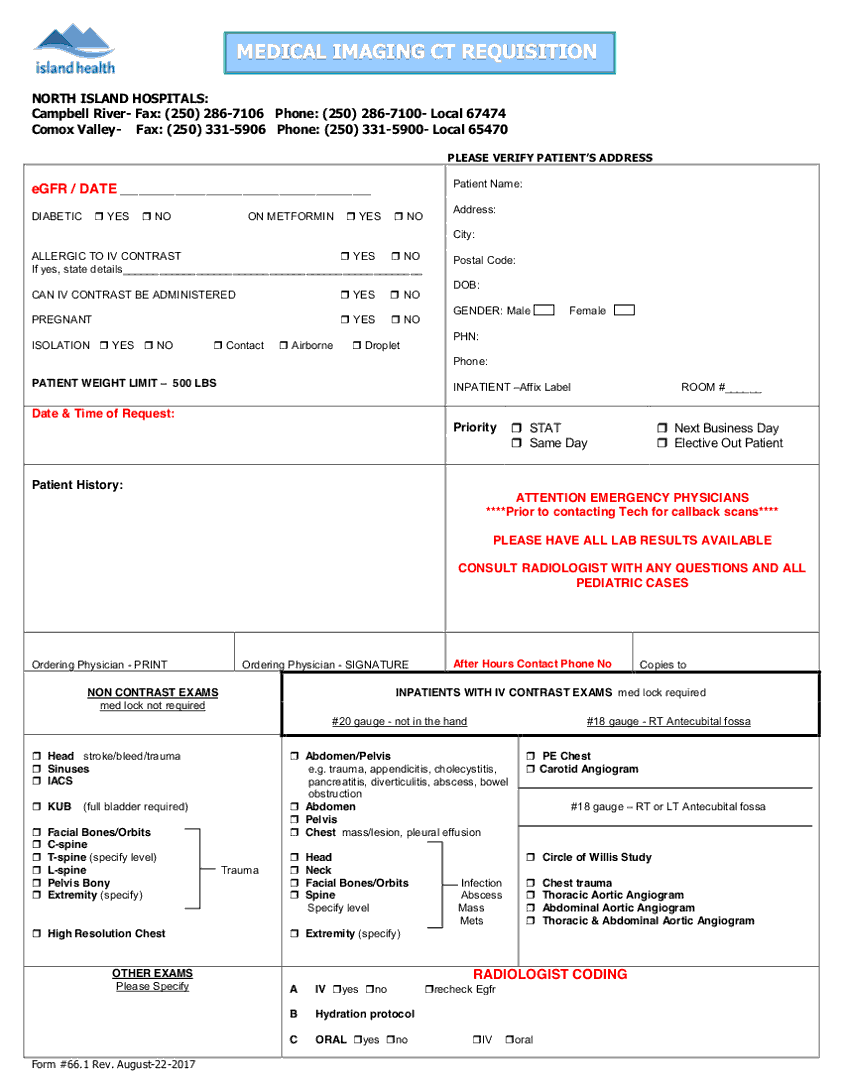 island health
MEDICAL IMAGING CT REQUISITION
NORTH ISLAND HOSPITALS:
Campbell River- Fax: (250) 286-7106 Phone: (250) 286-7100- Local 67474
Comox Valley- Fax: (250) 331-5906 Phone: (250) 331-5900- Local 65470
PLEASE VERIFY PATIENT'S ADDRESS
eGFR / DATE ___________________________________
DIABETIC ❒ YES ❒ NO ON METFORMIN ❒ YES ❒ NO
ALLERGIC TO IV CONTRAST ❒ YES ❒ NO
If yes, state details__________________________________________________
CAN IV CONTRAST BE ADMINISTERED ❒ YES ❒ NO
PREGNANT ❒ YES ❒ NO
ISOLATION ❒ YES ❒ NO ❒ Contact ❒ Airborne ❒ Droplet
PATIENT WEIGHT LIMIT – 500 LBS
Patient Name:
Address:
City:
Postal Code:
DOB:
GENDER: Male Female
PHN:
Phone:
INPATIENT –Affix Label ROOM #______
Date & Time of Request:
Priority ❒ STAT ❒ Next Business Day
❒ Same Day ❒ Elective Out Patient
Patient History:
ATTENTION EMERGENCY PHYSICIANS
****Prior to contacting Tech for callback scans****
PLEASE HAVE ALL LAB RESULTS AVAILABLE
CONSULT RADIOLOGIST WITH ANY QUESTIONS AND ALL
PEDIATRIC CASES
Ordering Physician - PRINT
Ordering Physician - SIGNATURE
After Hours Contact Phone No
Copies to
NON CONTRAST EXAMS
med lock not required
INPATIENTS WITH IV CONTRAST EXAMS med lock required
#20 gauge - not in the hand #18 gauge - RT Antecubital fossa
❒ Head stroke/bleed/trauma
❒ Sinuses
❒ IACS
❒ KUB (full bladder required)
❒ Facial Bones/Orbits
❒ C-spine
❒ T-spine (specify level)
❒ L-spine Trauma
❒ Pelvis Bony
❒ Extremity (specify)
❒ High Resolution Chest
❒ Abdomen/Pelvis
e.g. trauma, appendicitis, cholecystitis,
pancreatitis, diverticulitis, abscess, bowel
obstruction
❒ Abdomen
❒ Pelvis
❒ Chest mass/lesion, pleural effusion
❒ Head
❒ Neck
❒ Facial Bones/Orbits Infection
❒ Spine Abscess
Specify level Mass
Mets
❒ Extremity (specify)
❒ PE Chest
❒ Carotid Angiogram
#18 gauge – RT or LT Antecubital fossa
❒ Circle of Willis Study
❒ Chest trauma
❒ Thoracic Aortic Angiogram
❒ Abdominal Aortic Angiogram
❒ Thoracic & Abdominal Aortic Angiogram
OTHER EXAMS
Please Specify
RADIOLOGIST CODING
A IV ❒yes ❒no ❒recheck Egfr
B Hydration protocol
C ORAL ❒yes ❒no ❒IV ❒oral
Form #66.1 Rev. August-22-2017